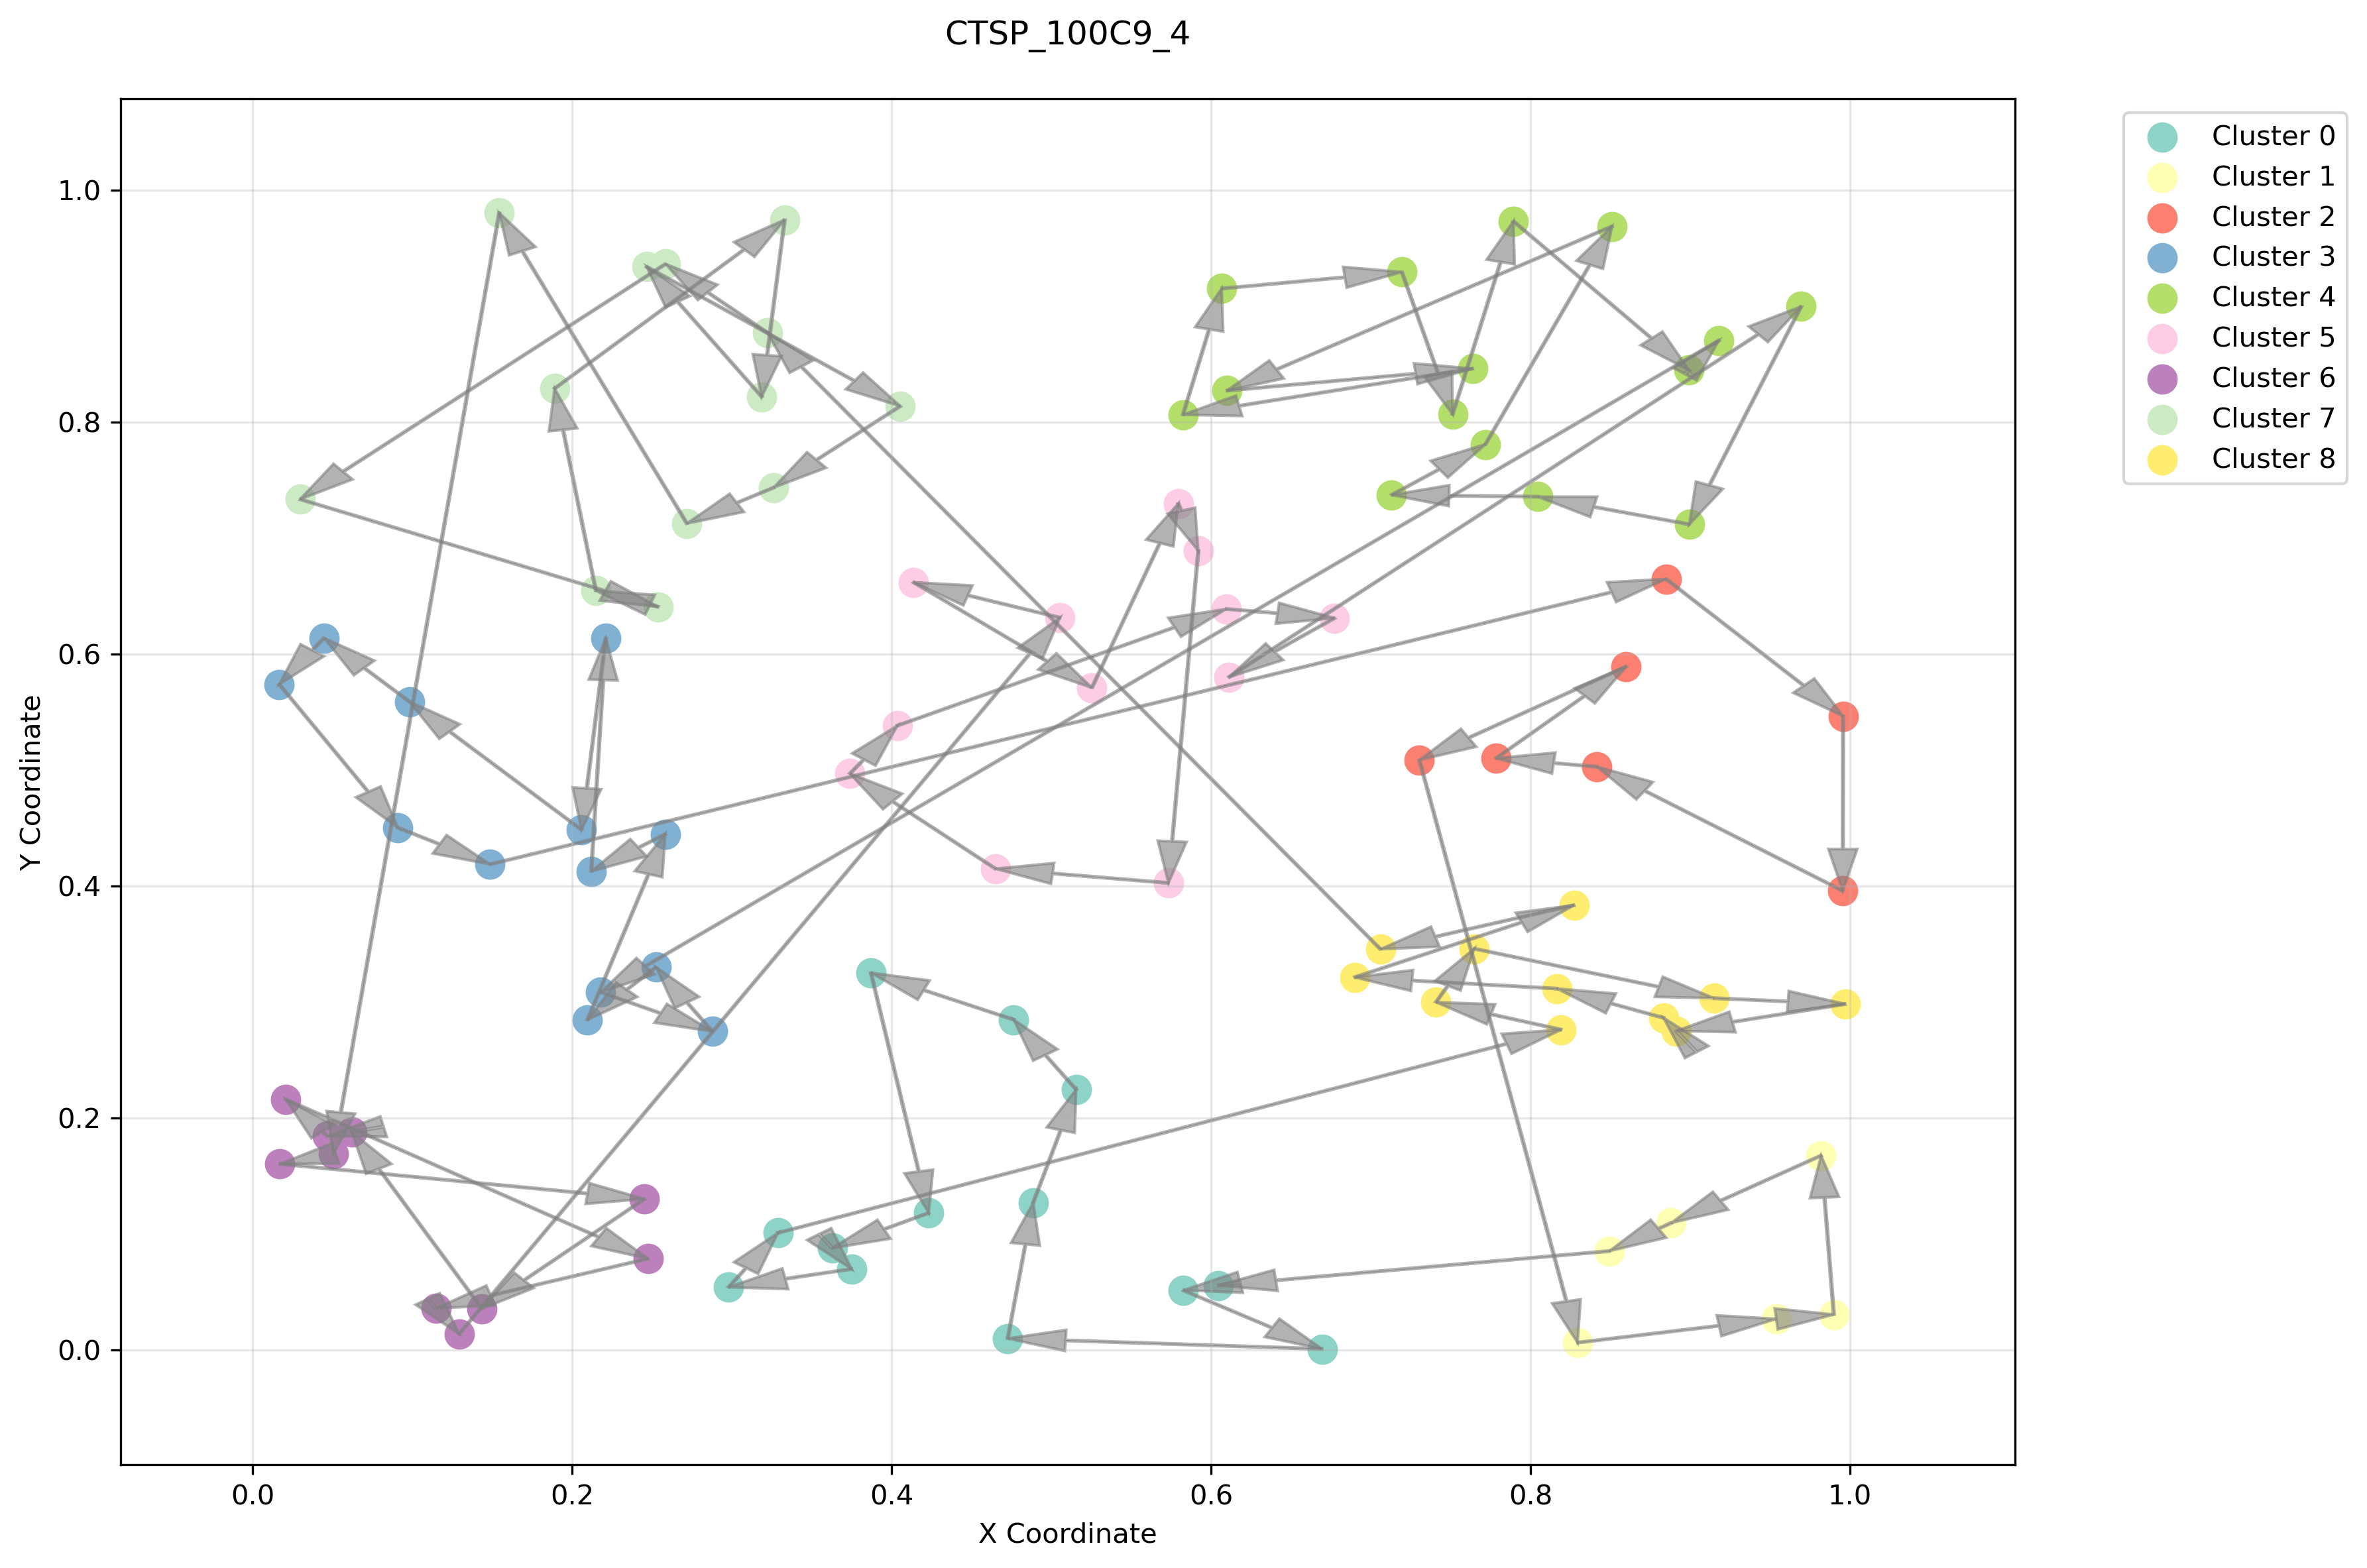 CTSP_100C9_4
1.0
0.8
0.6
0.4
0.2
0.0
Y Coordinate
0.0
0.2
0.4
0.6
0.8
1.0
X Coordinate
Cluster 0
Cluster 1
Cluster 2
Cluster 3
Cluster 4
Cluster 5
Cluster 6
Cluster 7
Cluster 8